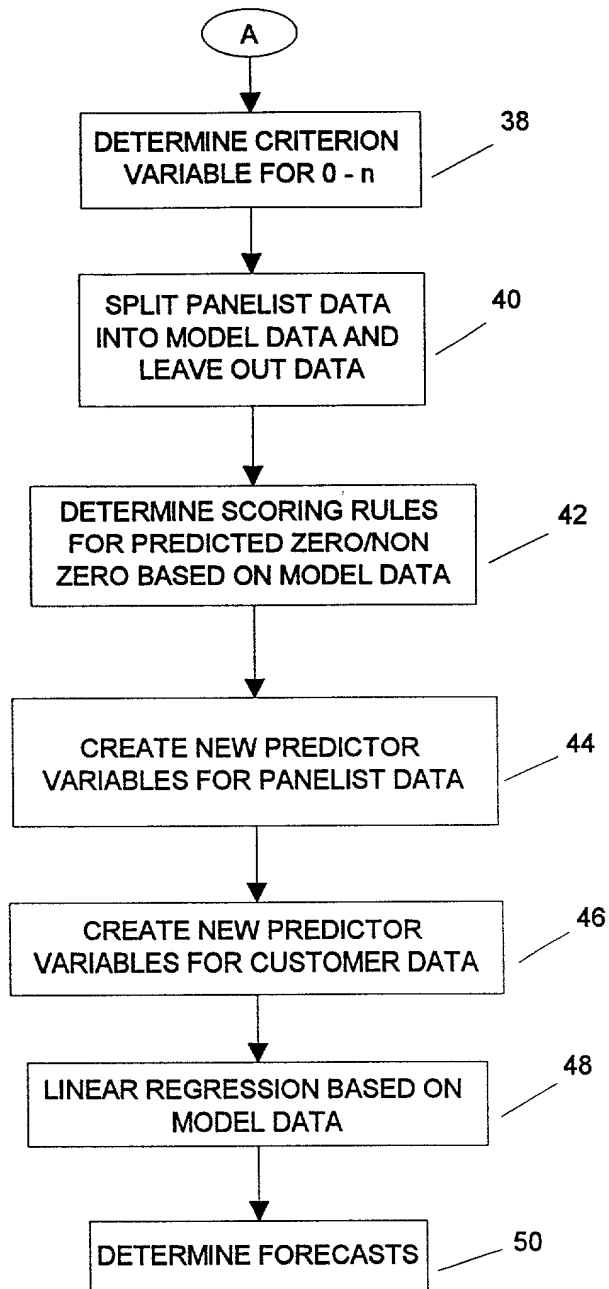 A
DETERMINE CRITERION
VARIABLE FOR 0 - n
38
SPLIT PANELIST DATA
INTO MODEL DATA AND
LEAVE OUT DATA
40
DETERMINE SCORING RULES
FOR PREDICTED ZERO/NON
ZERO BASED ON MODEL DATA
42
CREATE NEW PREDICTOR
VARIABLES FOR PANELIST DATA
44
CREATE NEW PREDICTOR
VARIABLES FOR CUSTOMER DATA
46
LINEAR REGRESSION BASED ON
MODEL DATA
48
DETERMINE FORECASTS
50